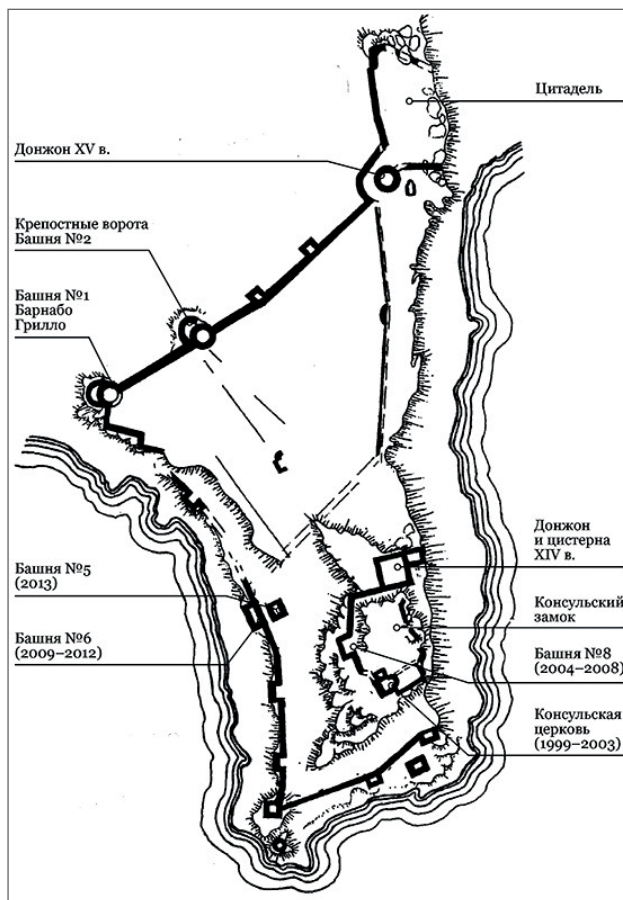 Цитадель
Донжон XV в.
Крепостные ворота
Башня №2
Башня №1
Барнабо
Грилло
Донжон
и цистерна
XIV в.
Башня №5
(2013)
Консульский
замок
Башня №6
(2009–2012)
Башня №8
(2004–2008)
Консульская
церковь
(1999–2003)